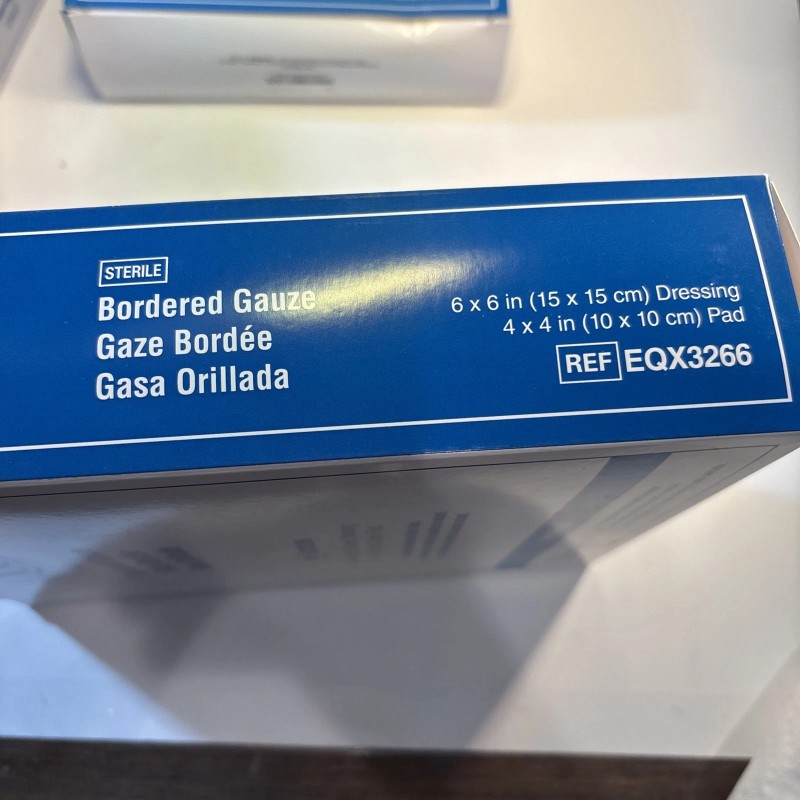 STERILE
Bordered Gauze
Gaze Bordée
Gasa Orillada
6 x 6 in (15 x 15 cm) Dressing
4 x 4 in (10 x 10 cm) Pad
REF EQX3266